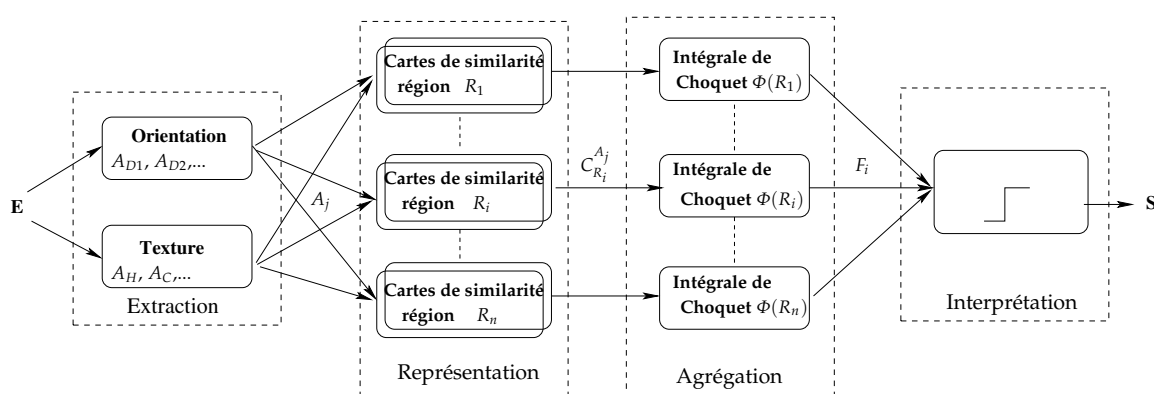 E
Orientation
A_{D1}, A_{D2},...
Texture
A_H, A_C,...
Extraction
A_j
Cartes de similarité
région R_1
Cartes de similarité
région R_i
Cartes de similarité
région R_n
Représentation
C_{R_i}^{A_j}
Intégrale de
Choquet Φ(R_1)
Intégrale de
Choquet Φ(R_i)
Intégrale de
Choquet Φ(R_n)
Agrégation
F_i
Interprétation
S